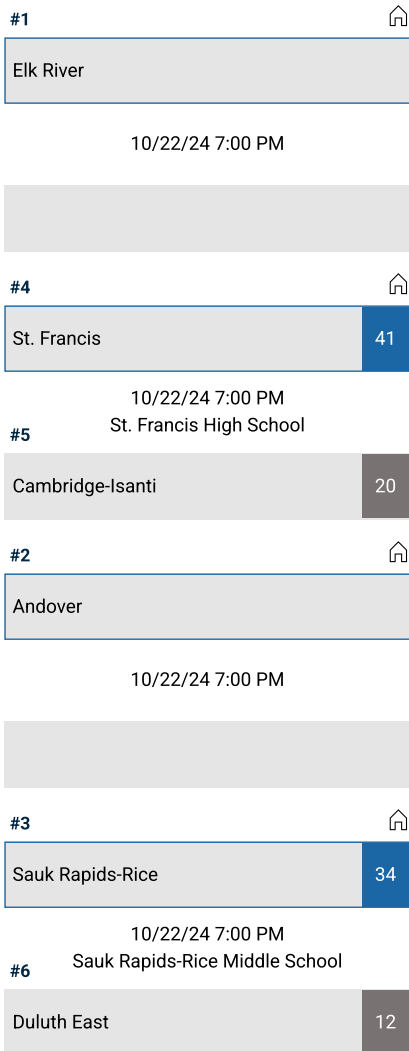 #1
Elk River
10/22/24 7:00 PM
#4
St. Francis
41
10/22/24 7:00 PM
St. Francis High School
#5
Cambridge-Isanti
20
#2
Andover
10/22/24 7:00 PM
#3
Sauk Rapids-Rice
34
10/22/24 7:00 PM
Sauk Rapids-Rice Middle School
#6
Duluth East
12